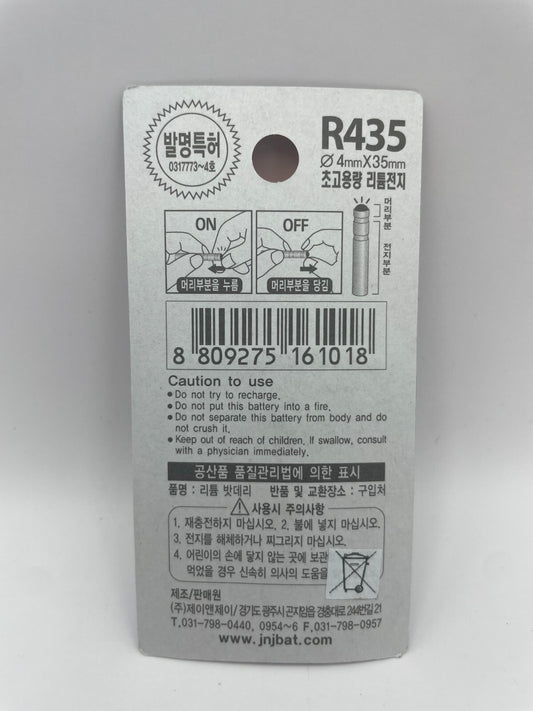 발명특허
0317773~4호
R435
Ø 4mmX35mm
초고용량 리튬전지
ON
OFF
머리부분을 누름
머리부분을 당김
머리부분
전지부분
8 809275 161018
Caution to use
• Do not try to recharge.
• Do not put this battery into a fire.
• Do not separate this battery from body and do
not crush it.
• Keep out of reach of children. If swallow, consult
with a physician immediately.
공산품 품질관리법에 의한 표시
품명 : 리튬 밧데리 반품 및 교환장소 : 구입처
사용시 주의사항
1. 재충전하지 마십시오. 2. 불에 넣지 마십시오.
3. 전지를 해체하거나 찌그리지 마십시오.
4. 어린이의 손에 닿지 않는 곳에 보관
먹었을 경우 신속히 의사의 도움을
제조/판매원
(주)제이앤제이/경기도 광주시 곤지암읍 경충대로 244번길 21
T.031-798-0440, 0954~6 F.031-798-0957
www.jnjbat.com